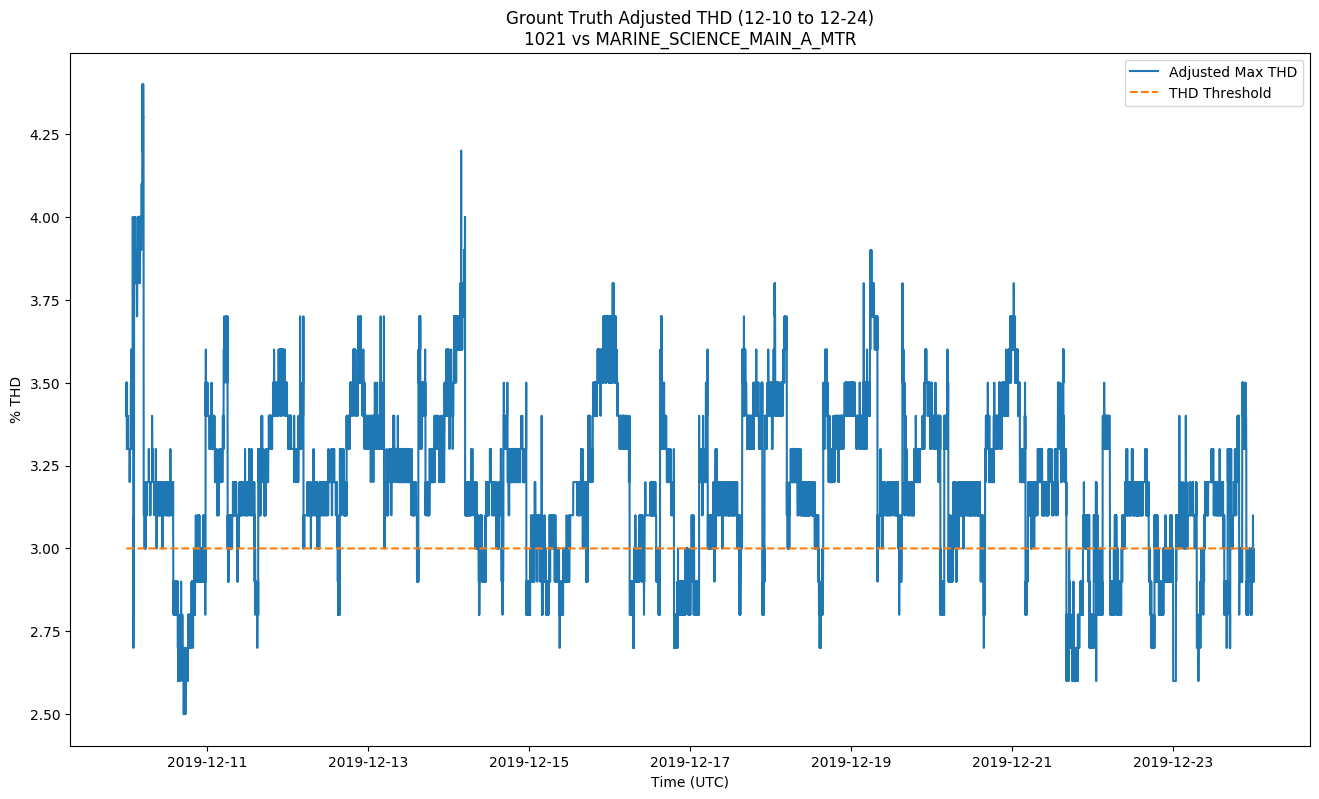 Grount Truth Adjusted THD (12-10 to 12-24)
1021 vs MARINE_SCIENCE_MAIN_A_MTR
Adjusted Max THD
THD Threshold
% THD
4.25
4.00
3.75
3.50
3.25
3.00
2.75
2.50
2019-12-11
2019-12-13
2019-12-15
2019-12-17
2019-12-19
2019-12-21
2019-12-23
Time (UTC)